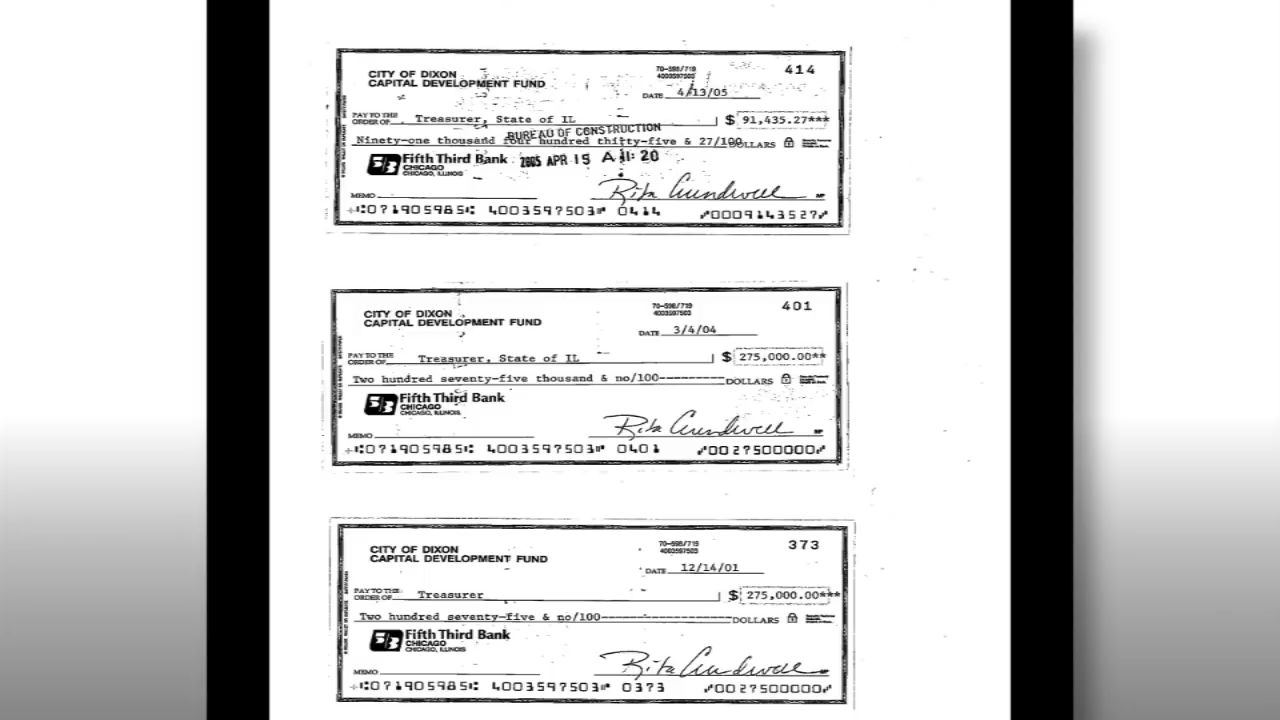 414
CITY OF DIXON
CAPITAL DEVELOPMENT FUND
70-598/719
4003597503
DATE 4/13/05
PAY TO THE
ORDER OF Treasurer, State of IL $ 91,435.27***
BUREAU OF CONSTRUCTION
Ninety-one thousand four hundred thitty-five & 27/100 DOLLARS
Fifth Third Bank
CHICAGO
CHICAGO, ILLINOIS
2005 APR 15 A 11: 20
MEMO Rita Crundwell MP
071905985 4003597503 0414 0009143527
401
CITY OF DIXON
CAPITAL DEVELOPMENT FUND
70-598/719
4003597503
DATE 3/4/04
PAY TO THE
ORDER OF Treasurer, State of IL $ 275,000.00**
Two hundred seventy-five thousand & no/100--------- DOLLARS
Fifth Third Bank
CHICAGO
CHICAGO, ILLINOIS
MEMO Rita Crundwell MP
071905985 4003597503 0401 0027500000
373
CITY OF DIXON
CAPITAL DEVELOPMENT FUND
70-598/719
4003597503
DATE 12/14/01
PAY TO THE
ORDER OF Treasurer $ 275,000.00***
Two hundred seventy-five & no/100------------------ DOLLARS
Fifth Third Bank
CHICAGO
CHICAGO, ILLINOIS
MEMO Rita Crundwell
071905985 4003597503 0373 0027500000